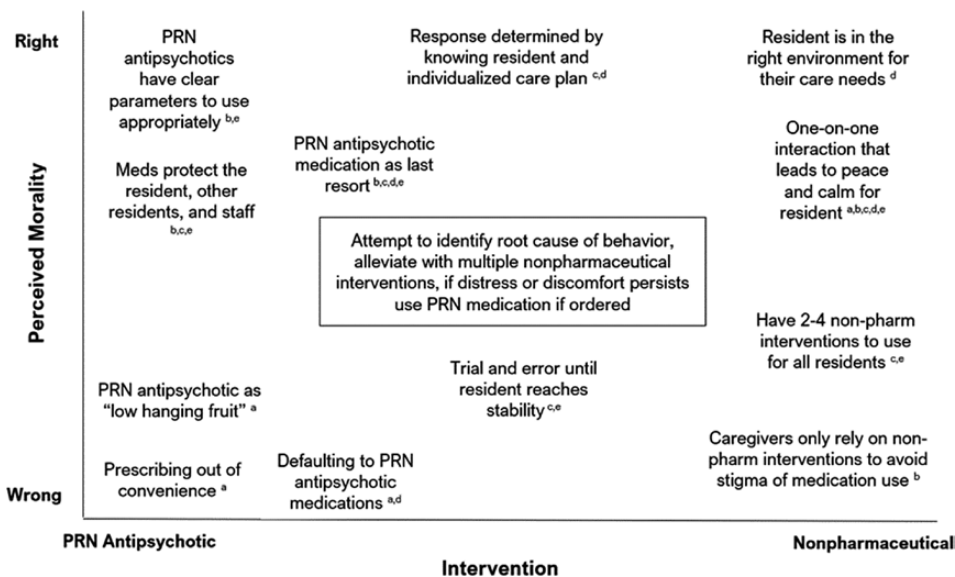 Right
PRN
antipsychotics
have clear
parameters to use
appropriately b,e
Response determined by
knowing resident and
individualized care plan c,d
Resident is in the
right environment for
their care needs d
PRN antipsychotic
medication as last
resort b,c,d,e
One-on-one
interaction that
leads to peace
and calm for
resident a,b,c,d,e
Meds protect the
resident, other
residents, and staff
b,c,e
Perceived Morality
Attempt to identify root cause of behavior,
alleviate with multiple nonpharmaceutical
interventions, if distress or discomfort persists
use PRN medication if ordered
Have 2-4 non-pharm
interventions to use
for all residents c,e
Trial and error until
resident reaches
stability c,e
PRN antipsychotic as
“low hanging fruit” a
Caregivers only rely on non-
pharm interventions to avoid
stigma of medication use b
Defaulting to PRN
antipsychotic
medications a,d
Prescribing out of
convenience a
Wrong
PRN Antipsychotic
Nonpharmaceutical
Intervention